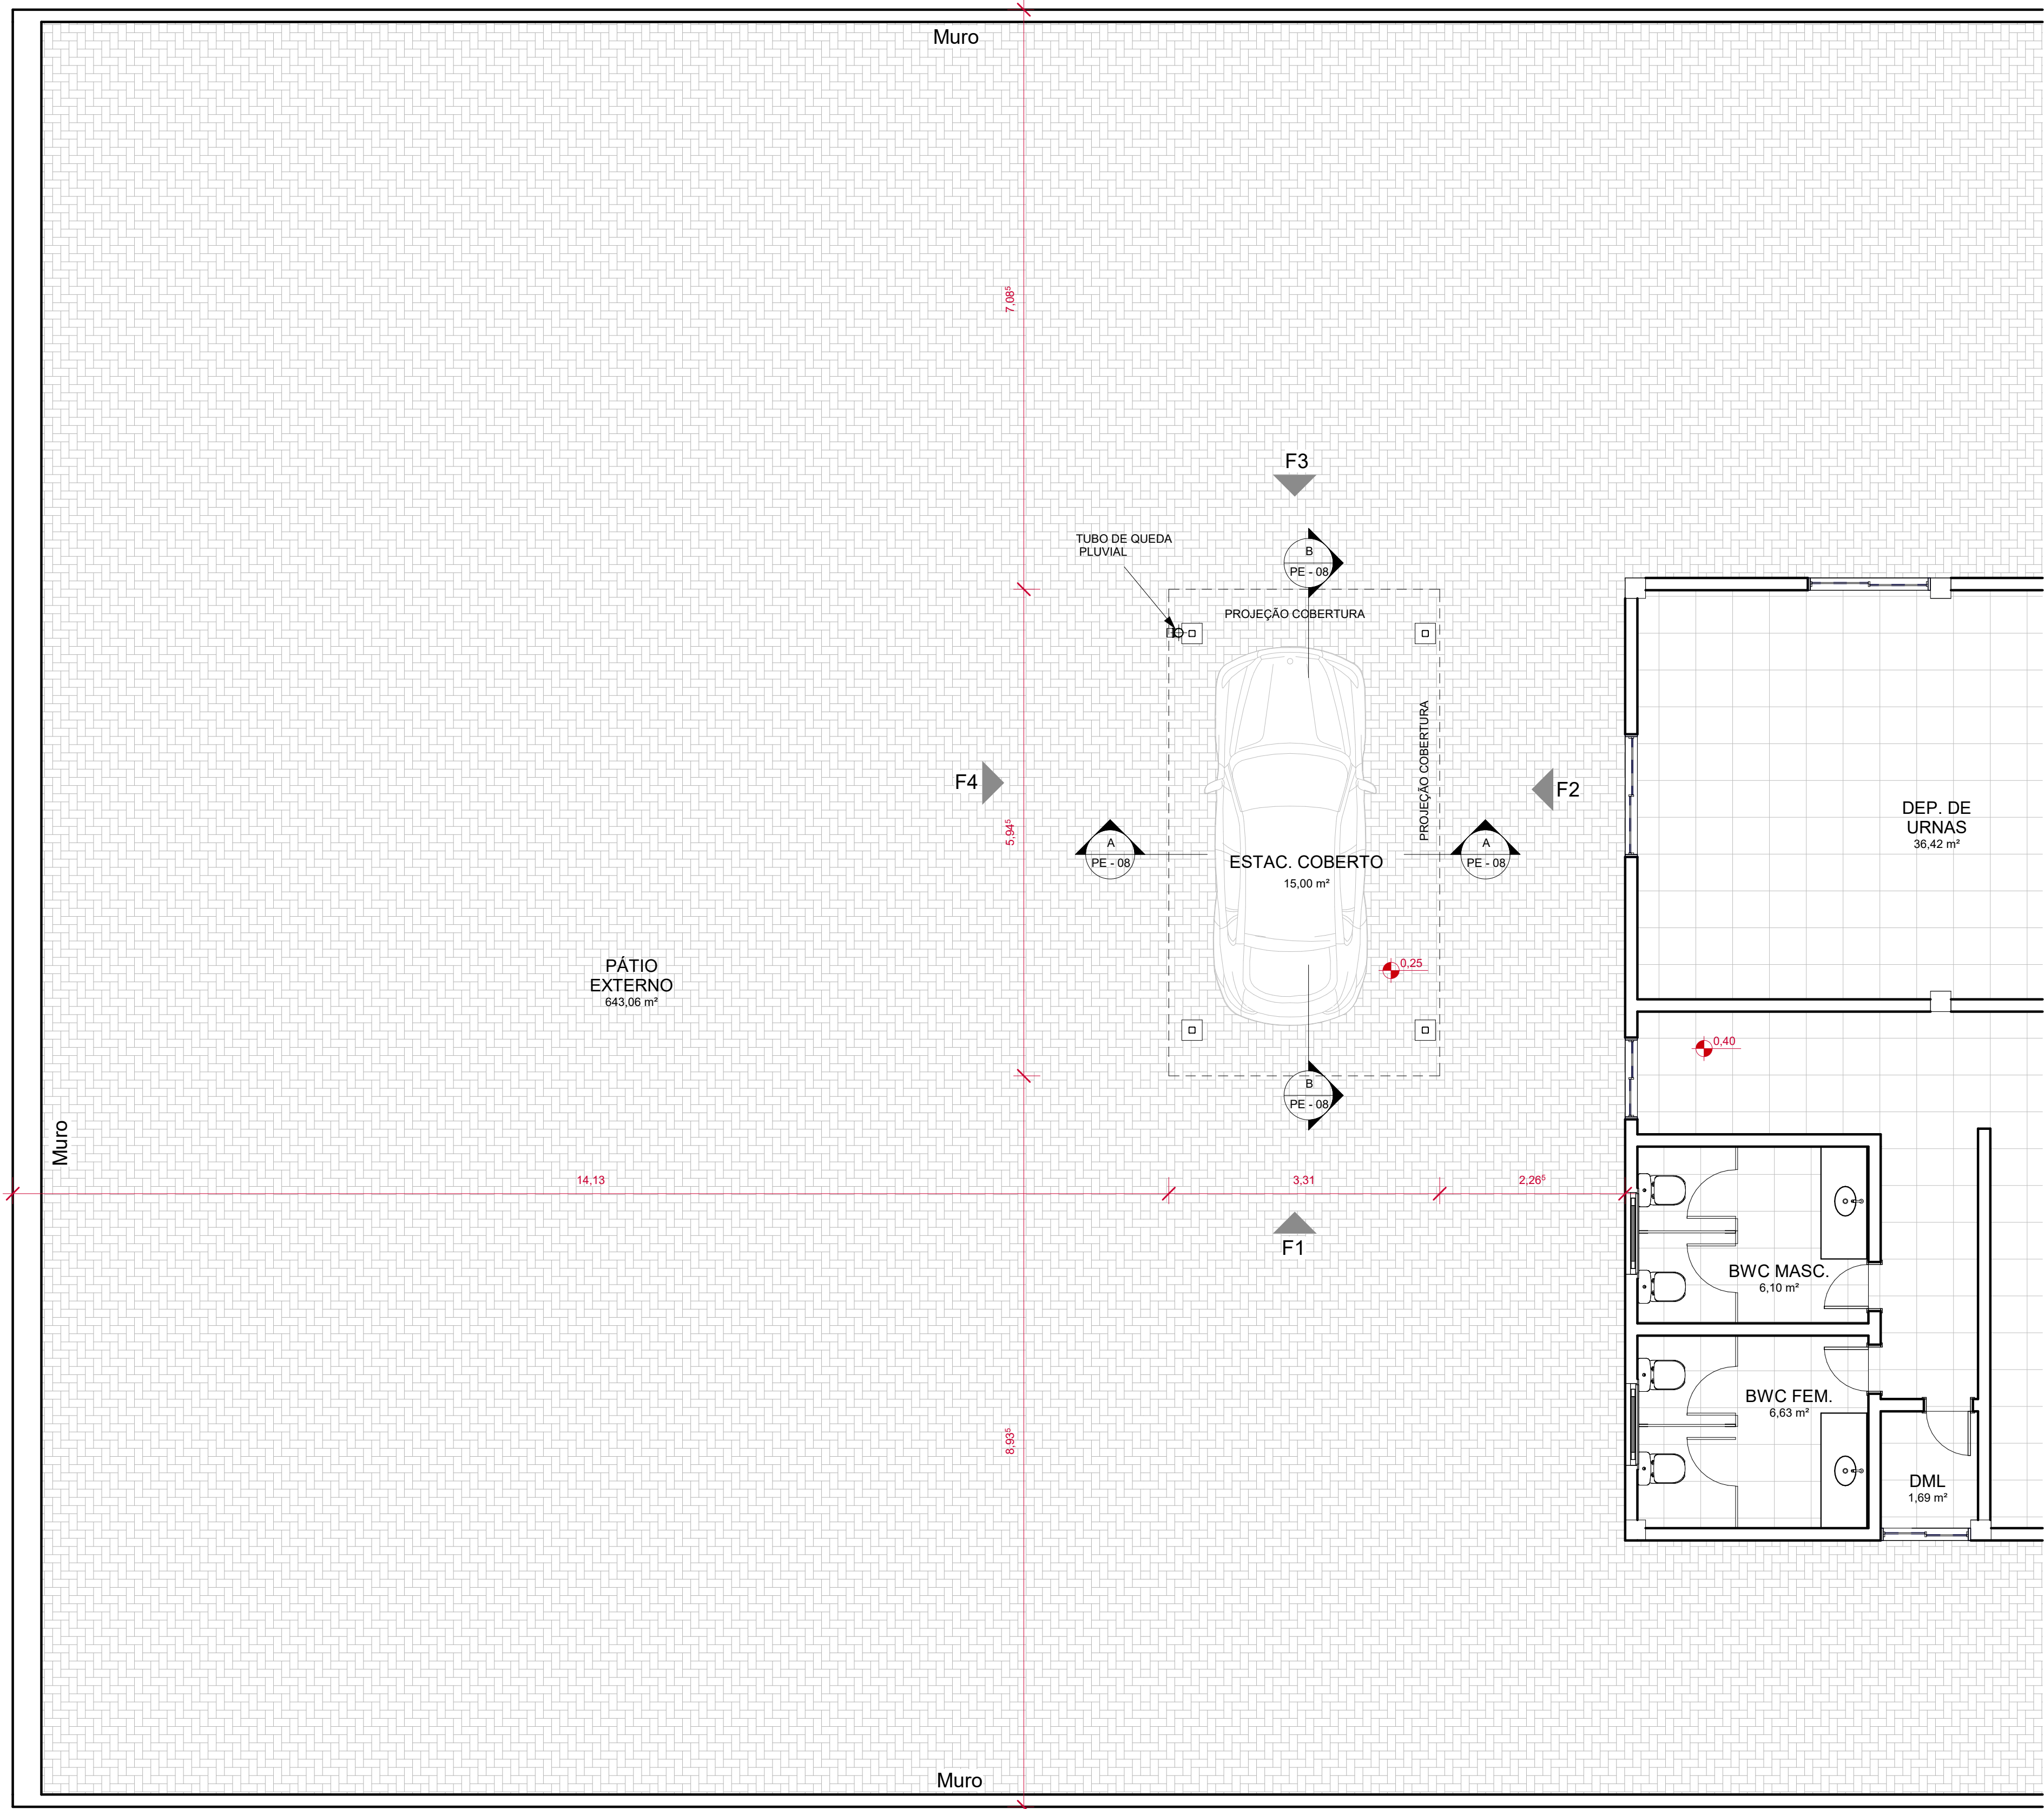 Muro
7,08⁵
F3
TUBO DE QUEDA
PLUVIAL
B
PE - 08
PROJEÇÃO COBERTURA
PROJEÇÃO COBERTURA
F4
F2
5,94⁵
A
PE - 08
A
PE - 08
ESTAC. COBERTO
15,00 m²
DEP. DE
URNAS
36,42 m²
PÁTIO
EXTERNO
643,06 m²
0,25
0,40
B
PE - 08
Muro
14,13
3,31
2,26⁵
F1
BWC MASC.
6,10 m²
BWC FEM.
6,63 m²
8,93⁵
DML
1,69 m²
Muro